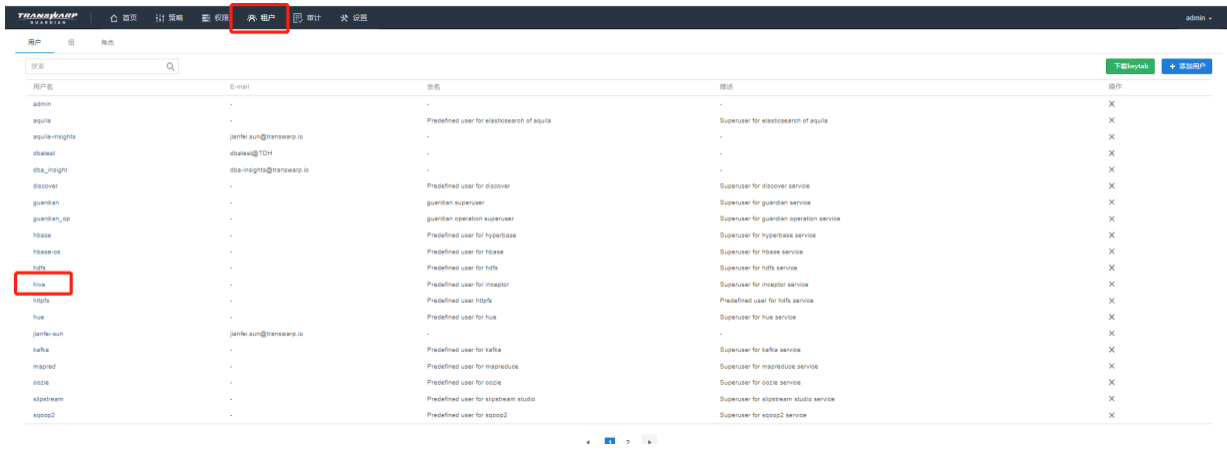 TRANSWARP
GUARDIAN
首页 策略 权限 租户 审计 设置 admin
用户 组 角色
搜索 下载keytab + 添加用户
用户名 E-mail 全名 描述 操作
admin - - -
aquila - Predefined user for elasticsearch of aquila Superuser for elasticsearch of aquila
aquila-insights jianfei.sun@transwarp.io - -
dbatest dbatest@TDH - -
dba_insight dba-insights@transwarp.io - -
discover - Predefined user for discover Superuser for discover service
guardian - guardian superuser Superuser for guardian service
guardian_op - guardian operation superuser Superuser for guardian operation service
hbase - Predefined user for hyperbase Superuser for hyperbase service
hbase-os - Predefined user for hbase Superuser for hbase service
hdfs - Predefined user for hdfs Superuser for hdfs service
hive - Predefined user for inceptor Superuser for inceptor service
httpfs - Predefined user httpfs Predefined user for hdfs service
hue - Predefined user for hue Superuser for hue service
jianfei-sun jianfei.sun@transwarp.io - -
kafka - Predefined user for kafka Superuser for kafka service
mapred - Predefined user for mapreduce Superuser for mapreduce service
oozie - Predefined user for oozie Superuser for oozie service
slipstream - Predefined user for slipstream studio Superuser for slipstream studio service
sqoop2 - Predefined user for sqoop2 Superuser for sqoop2 service
1 2